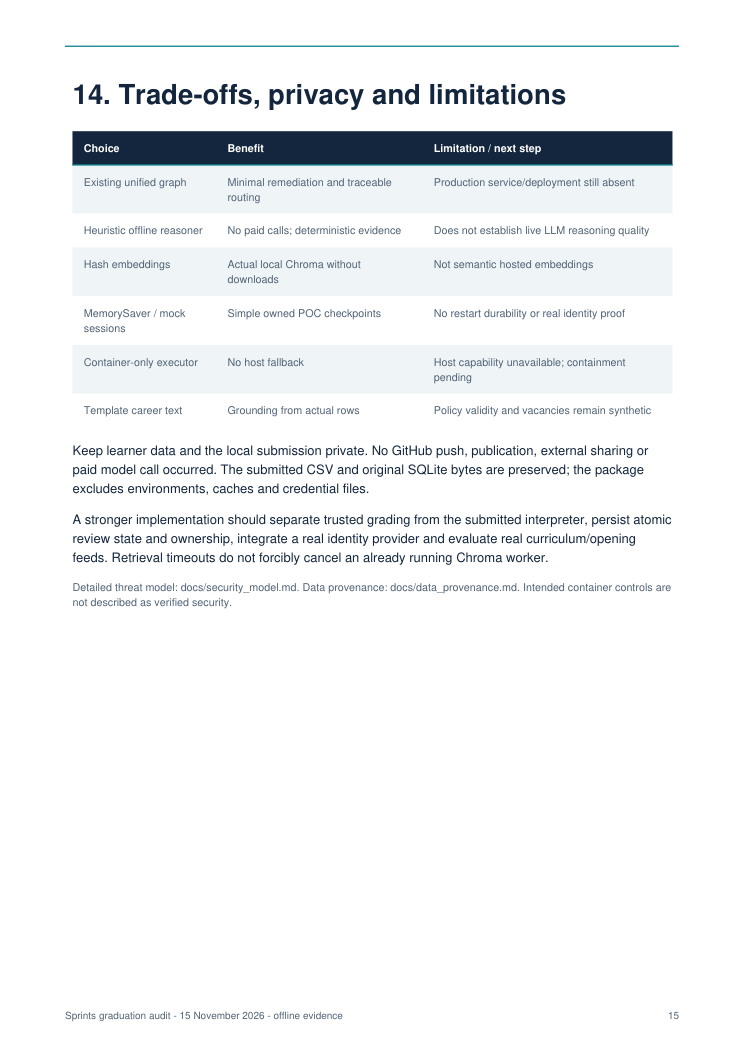 14. Trade-offs, privacy and limitations
Choice Benefit Limitation / next step
Existing unified graph Minimal remediation and traceable routing Production service/deployment still absent
Heuristic offline reasoner No paid calls; deterministic evidence Does not establish live LLM reasoning quality
Hash embeddings Actual local Chroma without downloads Not semantic hosted embeddings
MemorySaver / mock sessions Simple owned POC checkpoints No restart durability or real identity proof
Container-only executor No host fallback Host capability unavailable; containment pending
Template career text Grounding from actual rows Policy validity and vacancies remain synthetic
Keep learner data and the local submission private. No GitHub push, publication, external sharing or
paid model call occurred. The submitted CSV and original SQLite bytes are preserved; the package
excludes environments, caches and credential files.
A stronger implementation should separate trusted grading from the submitted interpreter, persist atomic
review state and ownership, integrate a real identity provider and evaluate real curriculum/opening
feeds. Retrieval timeouts do not forcibly cancel an already running Chroma worker.
Detailed threat model: docs/security_model.md. Data provenance: docs/data_provenance.md. Intended container controls are
not described as verified security.
Sprints graduation audit - 15 November 2026 - offline evidence 15